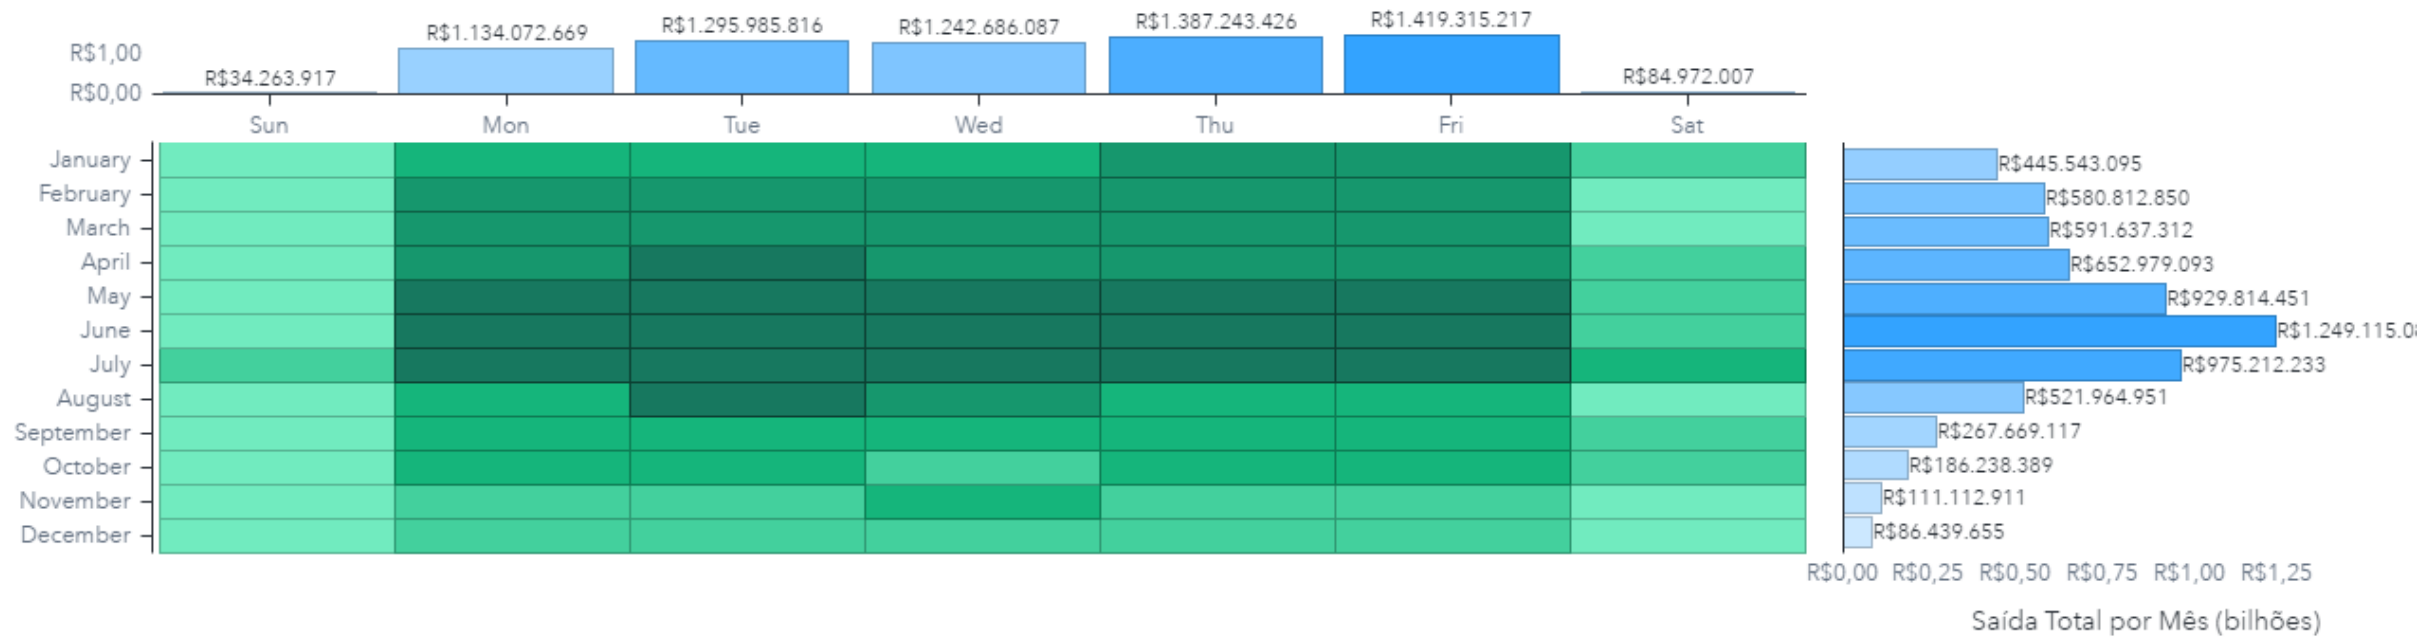 R$1,00
R$0,00
R$34.263.917
R$1.134.072.669
R$1.295.985.816
R$1.242.686.087
R$1.387.243.426
R$1.419.315.217
R$84.972.007
Sun Mon Tue Wed Thu Fri Sat
January
February
March
April
May
June
July
August
September
October
November
December
R$445.543.095
R$580.812.850
R$591.637.312
R$652.979.093
R$929.814.451
R$1.249.115.0
R$975.212.233
R$521.964.951
R$267.669.117
R$186.238.389
R$111.112.911
R$86.439.655
R$0,00 R$0,25 R$0,50 R$0,75 R$1,00 R$1,25
Saída Total por Mês (bilhões)